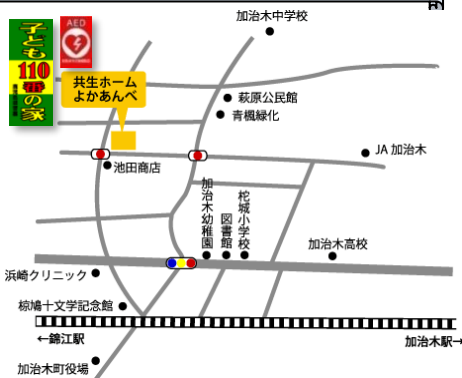 加治木中学校
AED
子ども
110
番
の家
共生ホーム
よかあんべ
萩原公民館
青楓緑化
JA 加治木
池田商店
加治木幼稚園
図書館
柁城小学校
加治木高校
浜崎クリニック
椋鳩十文学記念館
←錦江駅
加治木駅→
加治木町役場